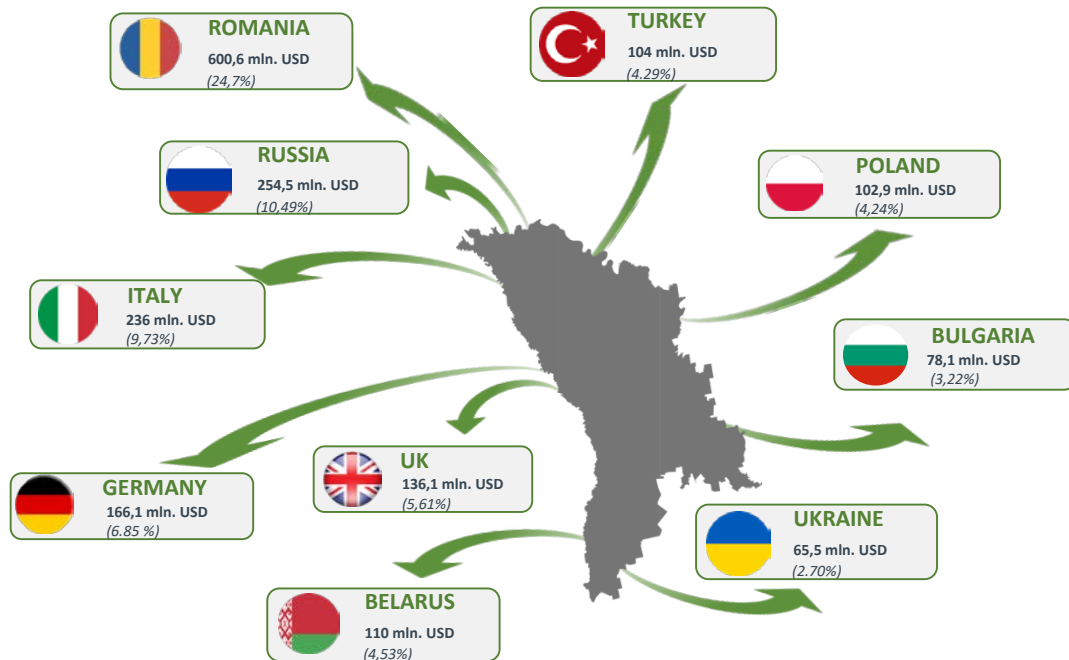 ROMANIA
600,6 mln. USD
(24,7%)
TURKEY
104 mln. USD
(4.29%)
RUSSIA
254,5 mln. USD
(10,49%)
POLAND
102,9 mln. USD
(4,24%)
ITALY
236 mln. USD
(9,73%)
BULGARIA
78,1 mln. USD
(3,22%)
UK
136,1 mln. USD
(5,61%)
GERMANY
166,1 mln. USD
(6.85 %)
UKRAINE
65,5 mln. USD
(2.70%)
BELARUS
110 mln. USD
(4,53%)